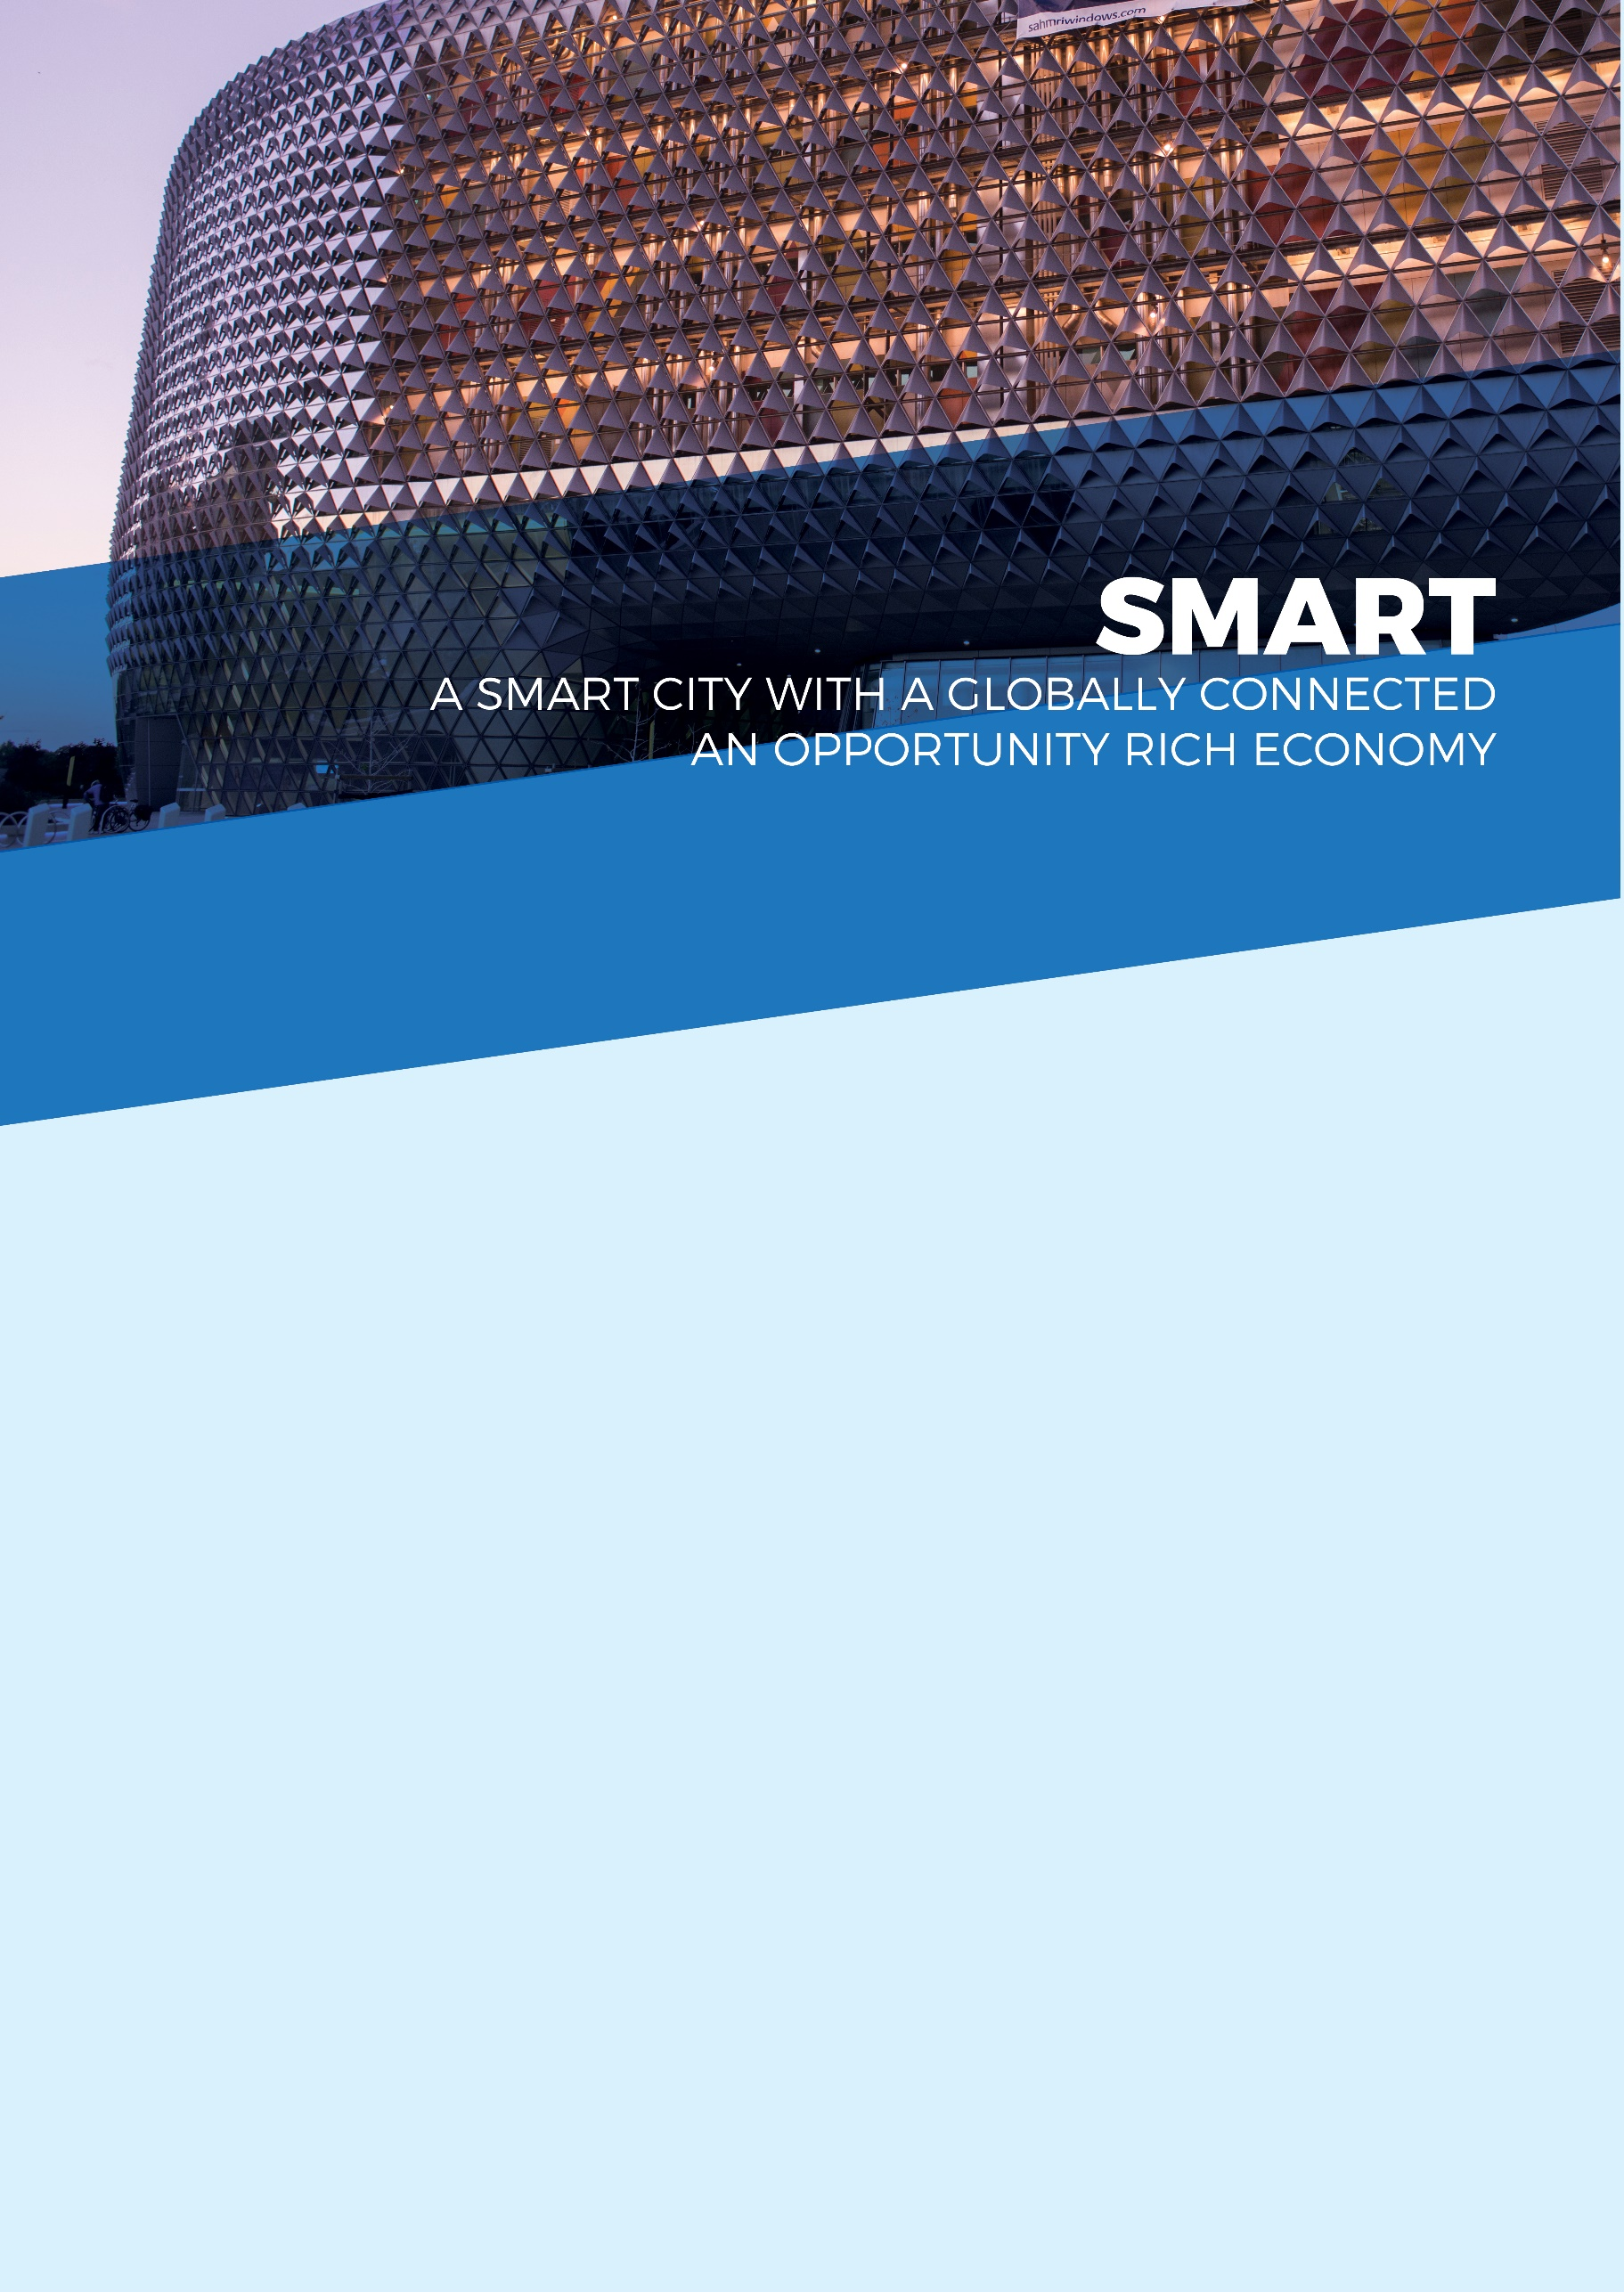 sahmriwindows.com
SMART
A SMART CITY WITH A GLOBALLY CONNECTED
AN OPPORTUNITY RICH ECONOMY